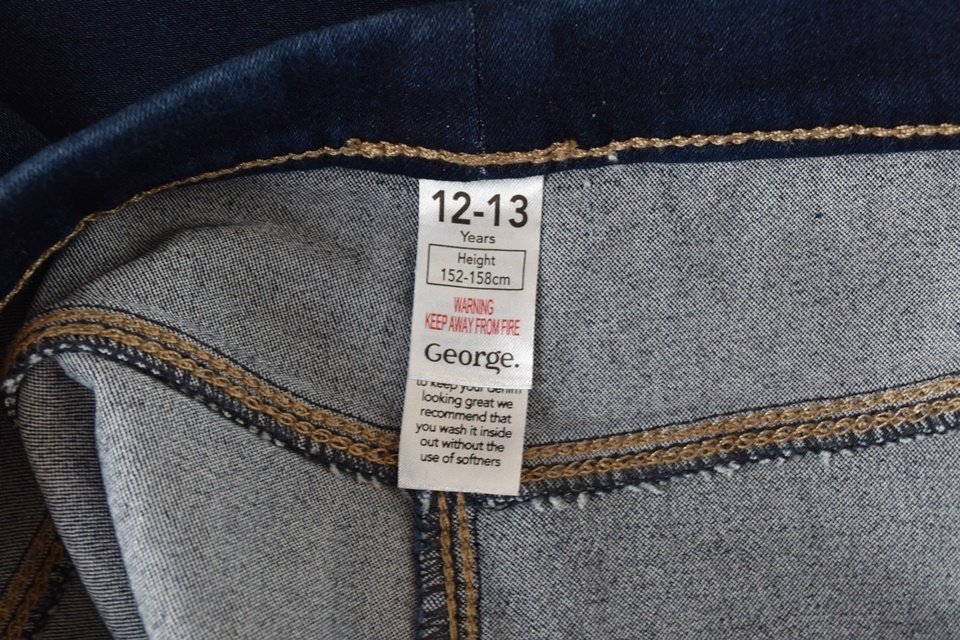 12-13
Years
Height
152-158cm
WARNING
KEEP AWAY FROM FIRE
George.
to keep your denim
looking great we
recommend that
you wash it inside
out without the
use of softners